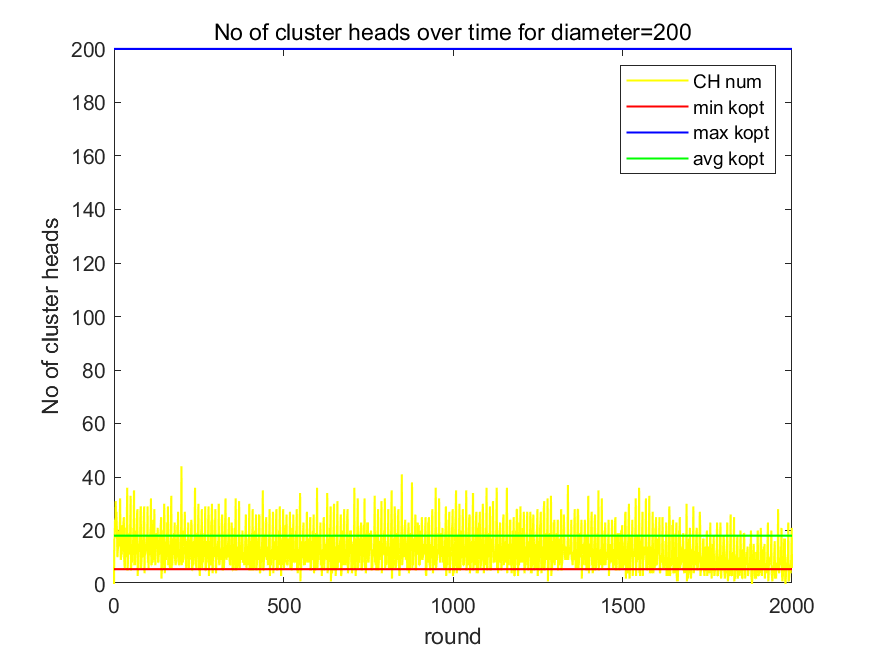 No of cluster heads over time for diameter=200
200
180
160
140
120
100
80
60
40
20
0
No of cluster heads
CH num
min kopt
max kopt
avg kopt
0 500 1000 1500 2000
round